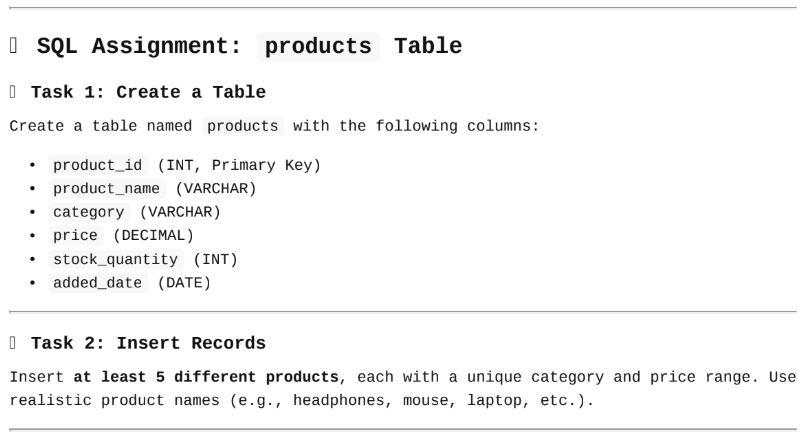 SQL Assignment: products Table
Task 1: Create a Table
Create a table named products with the following columns:
• product_id (INT, Primary Key)
• product_name (VARCHAR)
• category (VARCHAR)
• price (DECIMAL)
• stock_quantity (INT)
• added_date (DATE)
Task 2: Insert Records
Insert at least 5 different products, each with a unique category and price range. Use
realistic product names (e.g., headphones, mouse, laptop, etc.).